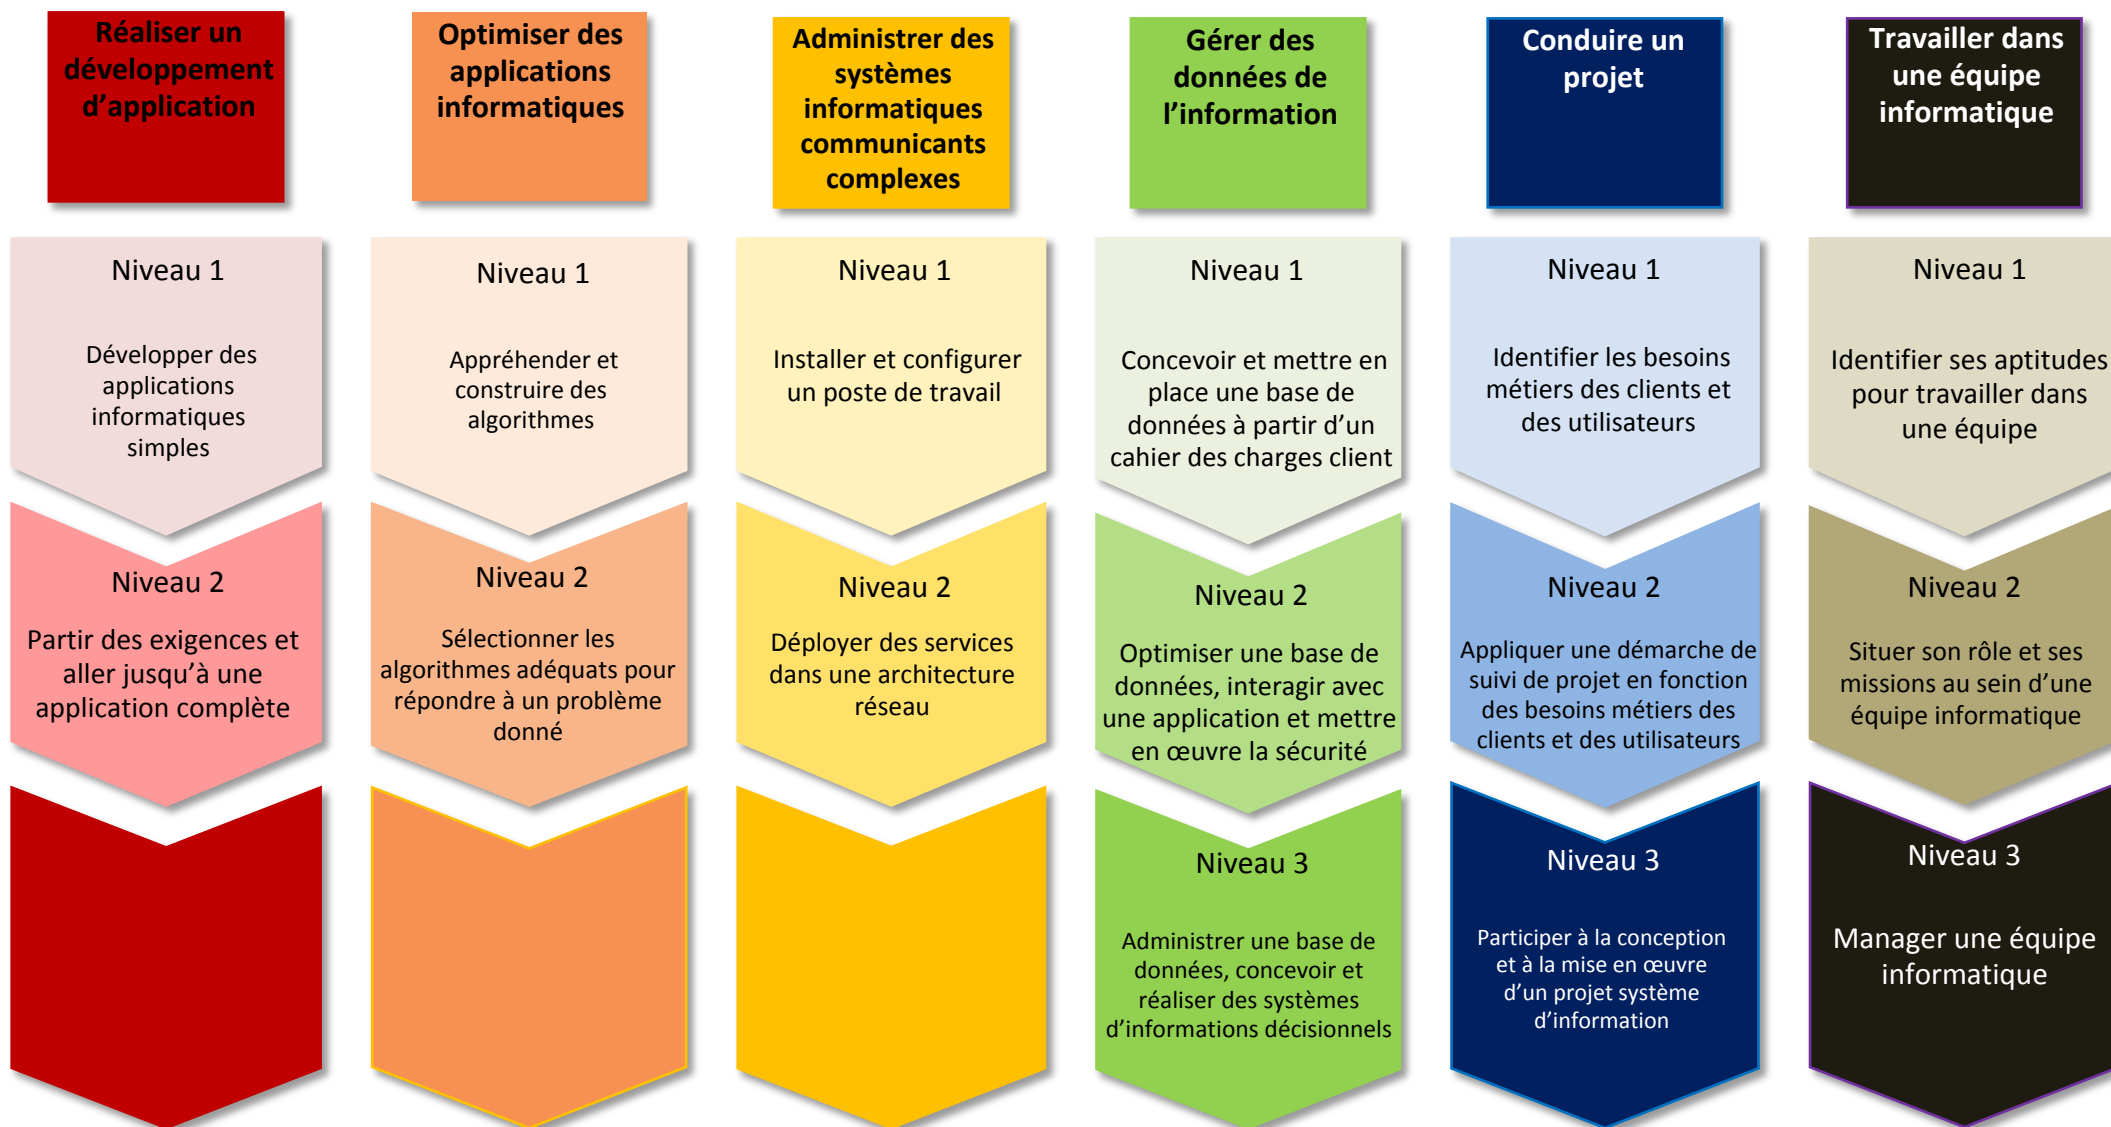 Réaliser un
développement
d’application
Optimiser des
applications
informatiques
Administrer des
systèmes
informatiques
communicants
complexes
Gérer des
données de
l’information
Conduire un
projet
Travailler dans
une équipe
informatique
Niveau 1
Développer des
applications
informatiques
simples
Niveau 1
Appréhender et
construire des
algorithmes
Niveau 1
Installer et configurer
un poste de travail
Niveau 1
Concevoir et mettre en
place une base de
données à partir d’un
cahier des charges client
Niveau 1
Identifier les besoins
métiers des clients et
des utilisateurs
Niveau 1
Identifier ses aptitudes
pour travailler dans
une équipe
Niveau 2
Partir des exigences et
aller jusqu’à une
application complète
Niveau 2
Sélectionner les
algorithmes adéquats pour
répondre à un problème
donné
Niveau 2
Déployer des services
dans une architecture
réseau
Niveau 2
Optimiser une base de
données, interagir avec
une application et mettre
en œuvre la sécurité
Niveau 2
Appliquer une démarche de
suivi de projet en fonction
des besoins métiers des
clients et des utilisateurs
Niveau 2
Situer son rôle et ses
missions au sein d’une
équipe informatique
Niveau 3
Administrer une base de
données, concevoir et
réaliser des systèmes
d’informations décisionnels
Niveau 3
Participer à la conception
et à la mise en œuvre
d’un projet système
d’information
Niveau 3
Manager une équipe
informatique